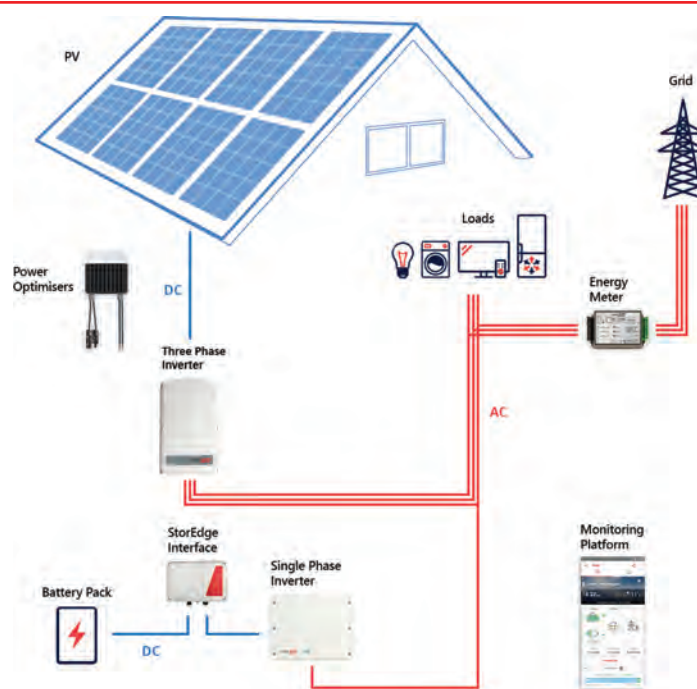 PV
Grid
Loads
Power
Optimisers
DC
Energy
Meter
Three Phase
Inverter
AC
StorEdge
Interface
Single Phase
Inverter
Monitoring
Platform
Battery Pack
DC